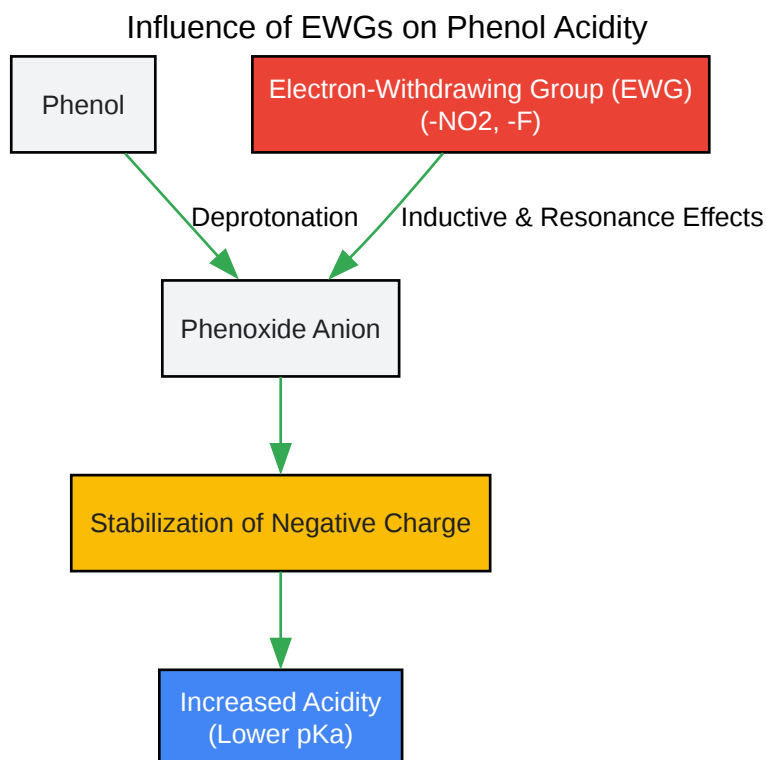 Influence of EWGs on Phenol Acidity
Phenol
Electron-Withdrawing Group (EWG)
(-NO2, -F)
Deprotonation
Inductive & Resonance Effects
Phenoxide Anion
Stabilization of Negative Charge
Increased Acidity
(Lower pKa)